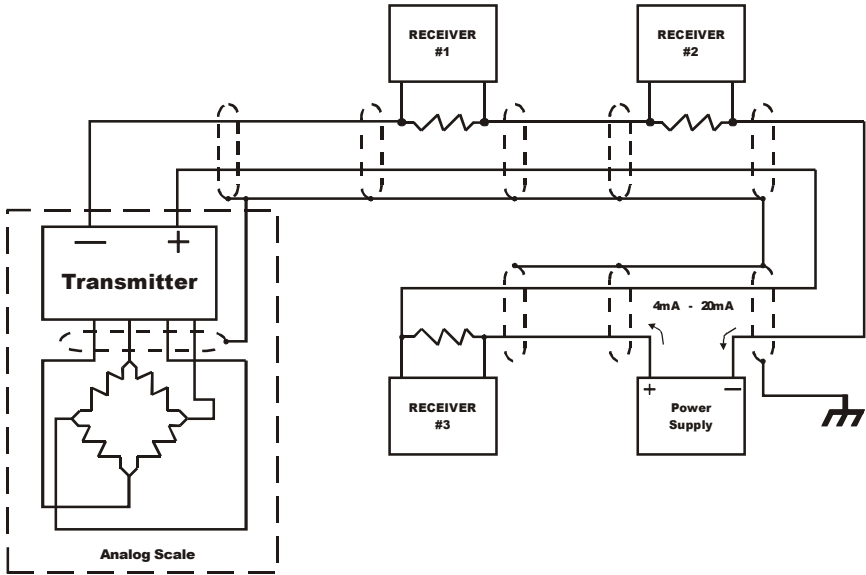 RECEIVER
#1
RECEIVER
#2
— +
Transmitter
4mA - 20mA
RECEIVER
#3
+ —
Power
Supply
Analog Scale